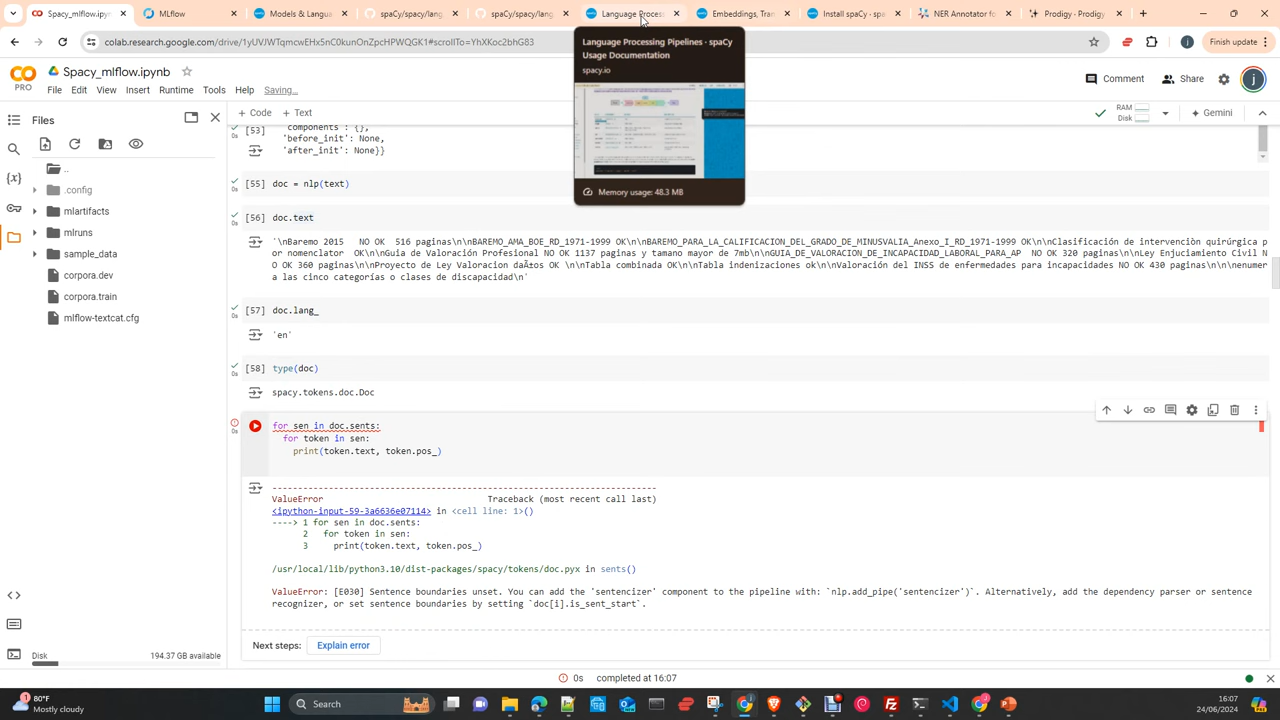 Spacy_mlflow.ipynb - MLflow Models & Langua spaCy/spacy/lang spaCy/spacy/lang Language Process Embeddings, Tran Install spaCy · spa NER Annotator fo Prodigy ·
colab.research.google.com/drive/ Finish update
Language Processing Pipelines · spaCy
Usage Documentation
spacy.io
Memory usage: 48.3 MB
Spacy_mlflow.ipynb
PRO
Comment Share
File Edit View Insert Runtime Tools Help Saving...
Files
+ Text
RAM
Disk
..
.config
mlartifacts
mlruns
sample_data
corpora.dev
corpora.train
mlflow-textcat.cfg
Disk 194.37 GB available
[53] 'components': {},
'before_init': None,
'after_init': None}}
[55] doc = nlp(text)
[56] doc.text
0s
'\nBaremo 2015 NO OK 516 paginas\n\nBAREMO_AMA_BOE_RD_1971-1999 OK\n\nBAREMO_PARA_LA_CALIFICACION_DEL_GRADO_DE_MINUSVALIA_Anexo_I_RD_1971-1999 OK\n\nClasificación de intervención quirúrgica p
or nomenclator OK\n\nGuia de Valoración Profesional NO OK 1137 paginas y tamano mayor de 7mb\n\nGUIA_DE_VALORACION_DE_INCAPACIDAD_LABORAL_PARA_AP NO OK 320 paginas\n\nLey Enjuciamiento Civil N
O OK 360 paginas\n\nProyecto de Ley Valoracion daÌtos OK \n\nTabla combinada OK\n\nTabla indenizaciones ok\n\nValoración del INSS de enfermedades para incapacidades NO OK 430 paginas\n\nenumer
a las cinco categorías o clases de discapacidad\n'
[57] doc.lang_
0s
'en'
[58] type(doc)
0s
spacy.tokens.doc.Doc
for sen in doc.sents:
0s
for token in sen:
print(token.text, token.pos_)
ValueError Traceback (most recent call last)
<ipython-input-59-3a6636e07114> in <cell line: 1>()
----> 1 for sen in doc.sents:
2 for token in sen:
3 print(token.text, token.pos_)
/usr/local/lib/python3.10/dist-packages/spacy/tokens/doc.pyx in sents()
ValueError: [E030] Sentence boundaries unset. You can add the 'sentencizer' component to the pipeline with: `nlp.add_pipe('sentencizer')`. Alternatively, add the dependency parser or sentence
recognizer, or set sentence boundaries by setting `doc[i].is_sent_start`.
Next steps: Explain error
0s completed at 16:07
80°F
Mostly cloudy
Search
16:07
24/06/2024